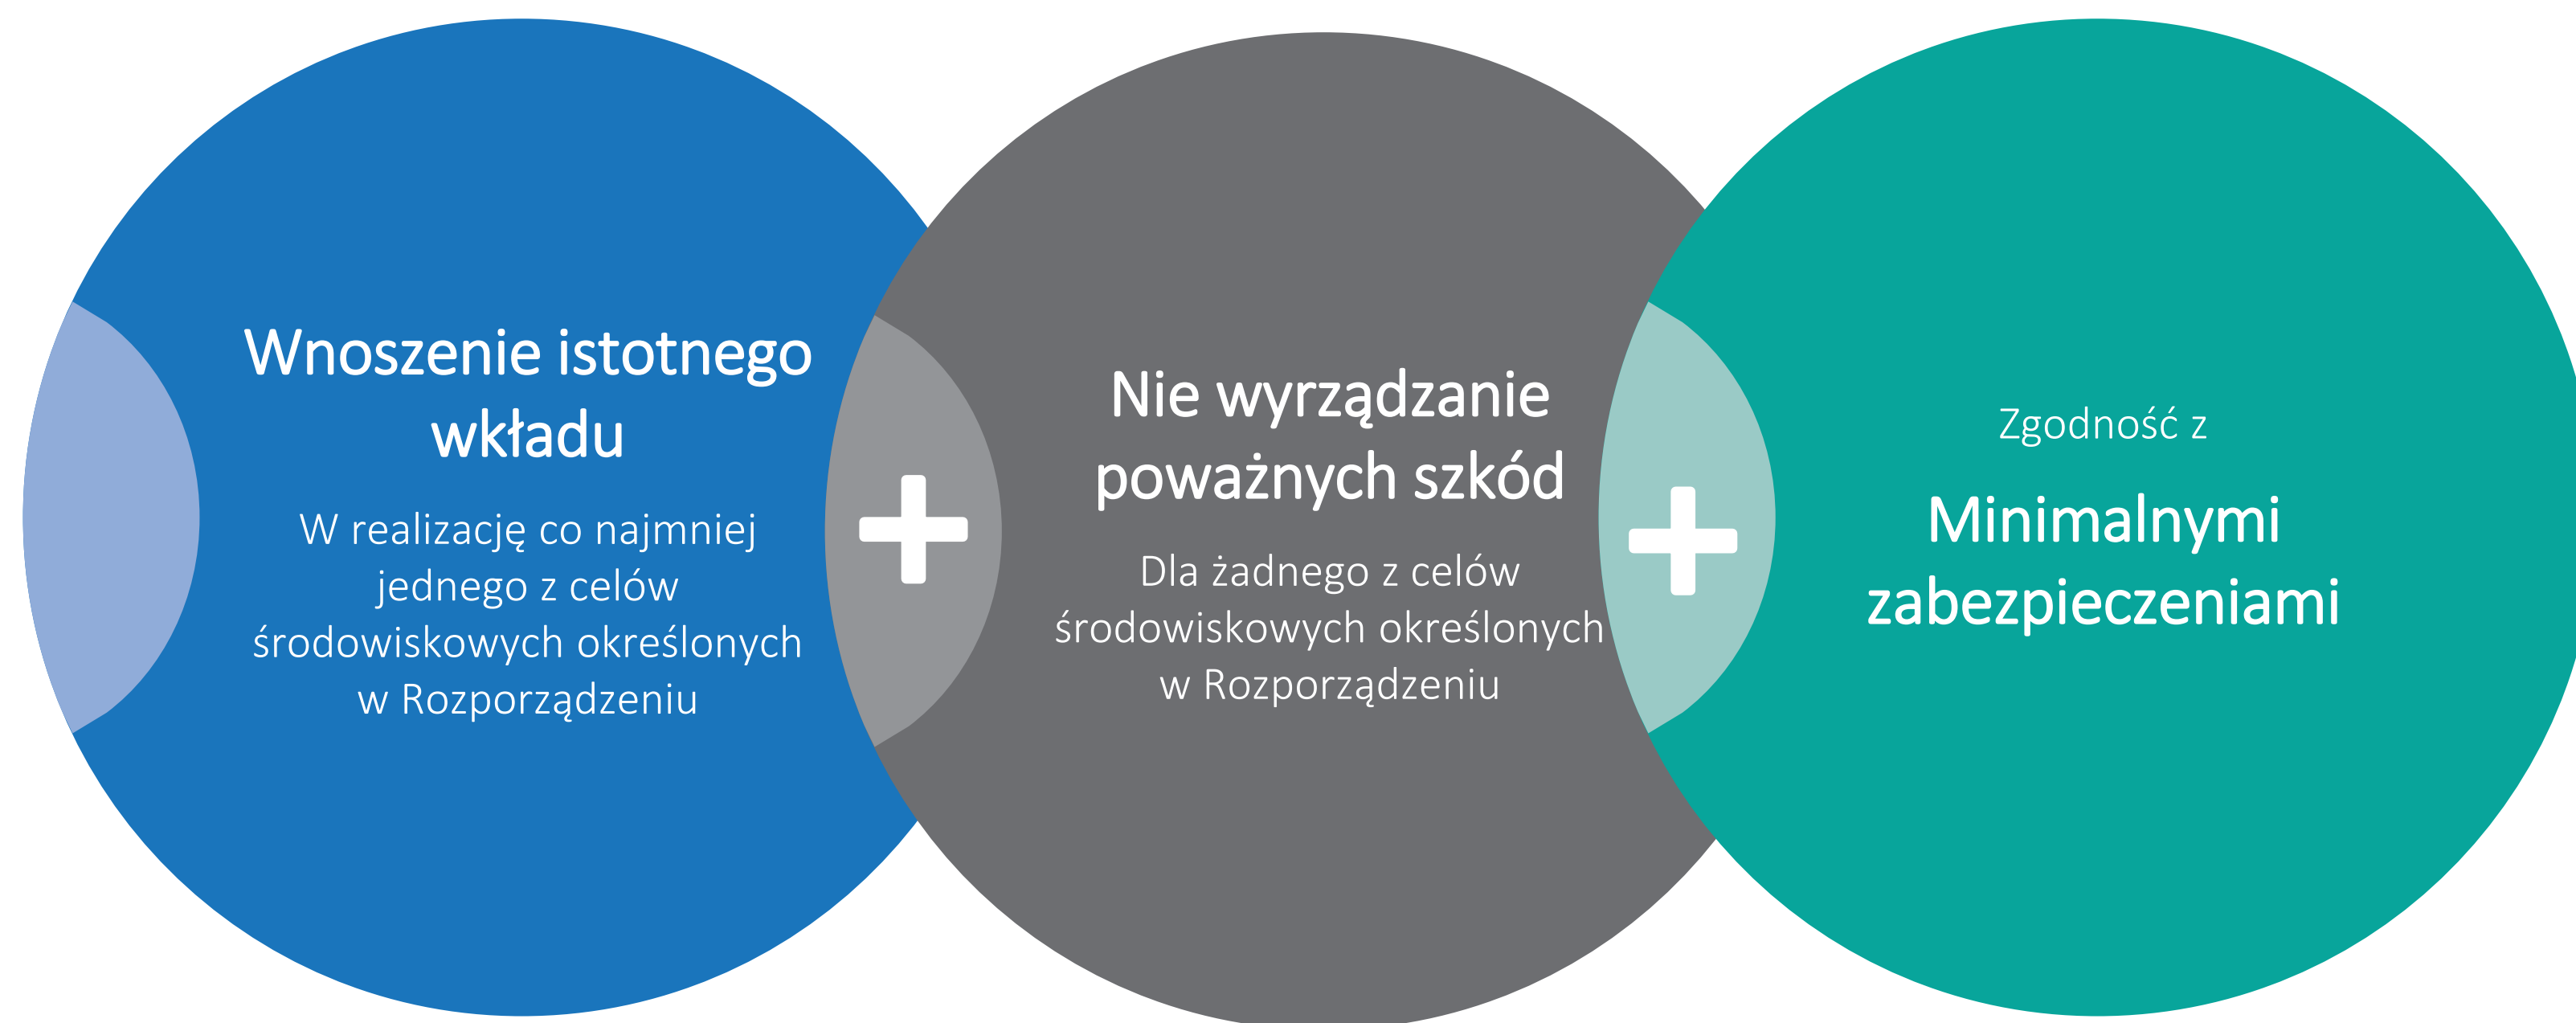 Wnoszenie istotnego
wkładu
W realizację co najmniej
jednego z celów
środowiskowych określonych
w Rozporządzeniu
Nie wyrządzanie
poważnych szkód
Dla żadnego z celów
środowiskowych określonych
w Rozporządzeniu
Zgodność z
Minimalnymi
zabezpieczeniami